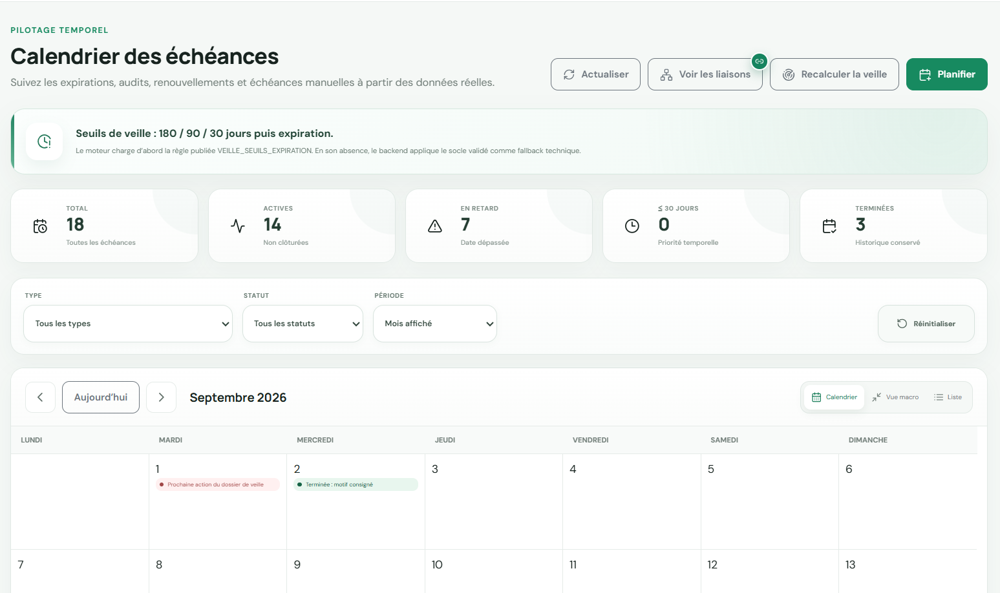 PILOTAGE TEMPOREL
Calendrier des échéances
Suivez les expirations, audits, renouvellements et échéances manuelles à partir des données réelles.
Actualiser
Voir les liaisons
Recalculer la veille
Planifier
Seuils de veille : 180 / 90 / 30 jours puis expiration.
Le moteur charge d’abord la règle publiée VEILLE_SEUILS_EXPIRATION. En son absence, le backend applique le socle validé comme fallback technique.
TOTAL
18
Toutes les échéances
ACTIVES
14
Non clôturées
EN RETARD
7
Date dépassée
≤ 30 JOURS
0
Priorité temporelle
TERMINÉES
3
Historique conservé
TYPE
Tous les types
STATUT
Tous les statuts
PÉRIODE
Mois affiché
Réinitialiser
Aujourd’hui
Septembre 2026
Calendrier
Vue macro
Liste
LUNDI MARDI MERCREDI JEUDI VENDREDI SAMEDI DIMANCHE
1 2 3 4 5 6
Prochaine action du dossier de veille
Terminée : motif consigné
7 8 9 10 11 12 13